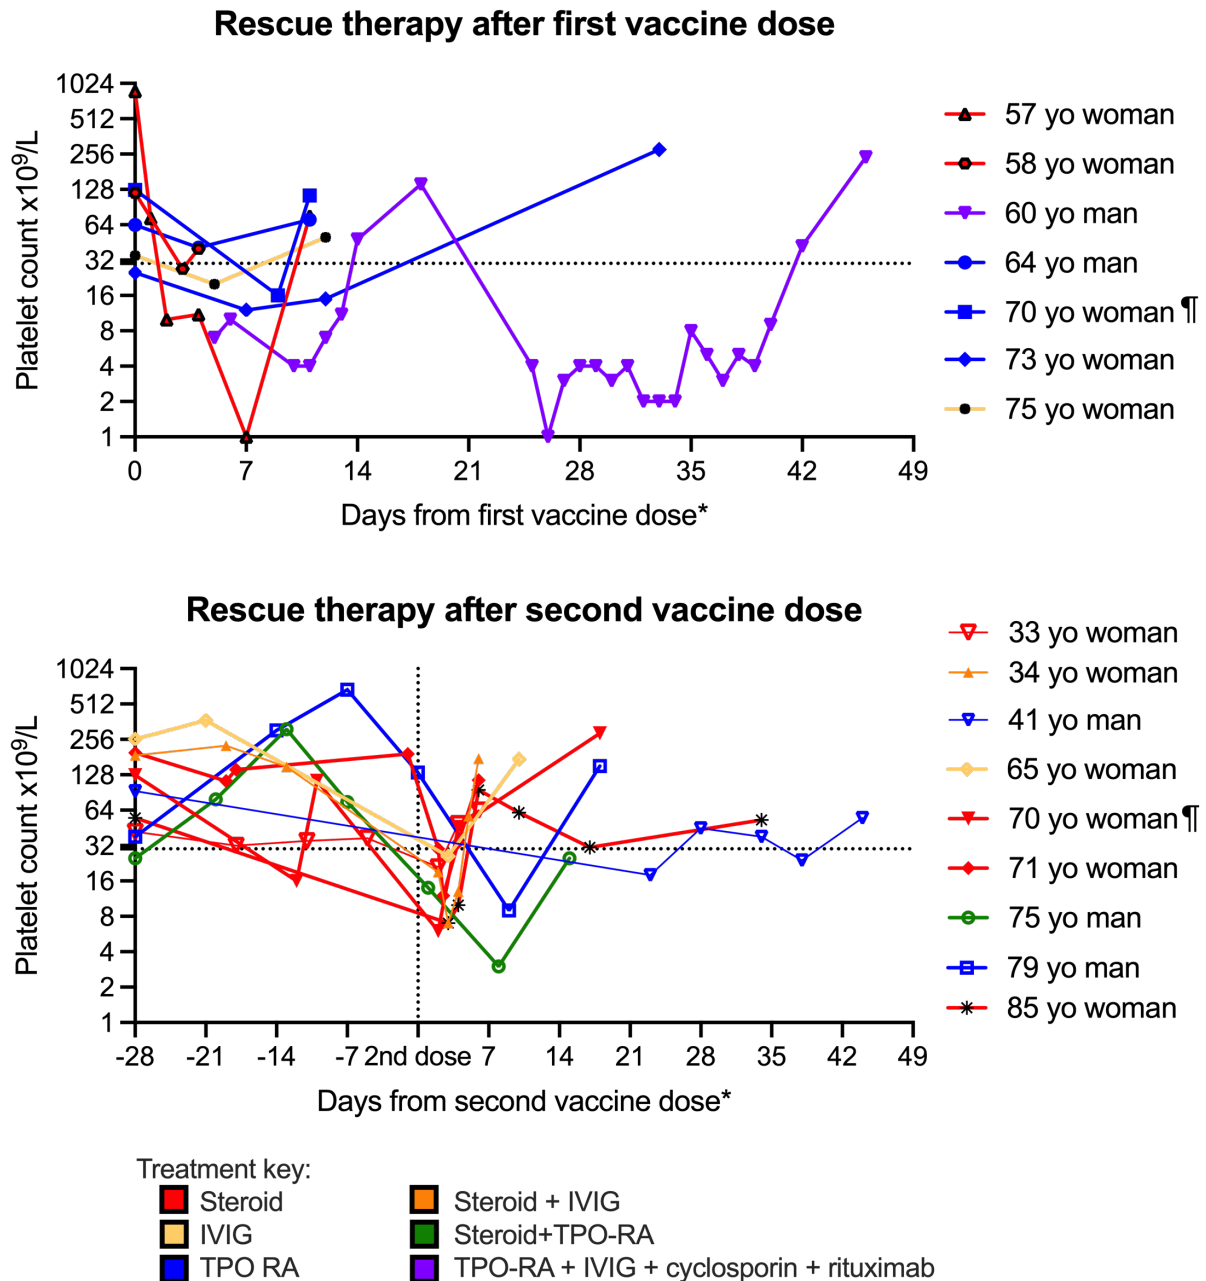 Rescue therapy after first vaccine dose
Platelet count x10⁹/L
1024
512
256
128
64
32
16
8
4
2
1
0 7 14 21 28 35 42 49
Days from first vaccine dose*
57 yo woman
58 yo woman
60 yo man
64 yo man
70 yo woman ¶
73 yo woman
75 yo woman
Rescue therapy after second vaccine dose
Platelet count x10⁹/L
1024
512
256
128
64
32
16
8
4
2
1
-28 -21 -14 -7 2nd dose 7 14 21 28 35 42 49
Days from second vaccine dose*
33 yo woman
34 yo woman
41 yo man
65 yo woman
70 yo woman¶
71 yo woman
75 yo man
79 yo man
85 yo woman
Treatment key:
Steroid
IVIG
TPO RA
Steroid + IVIG
Steroid+TPO-RA
TPO-RA + IVIG + cyclosporin + rituximab